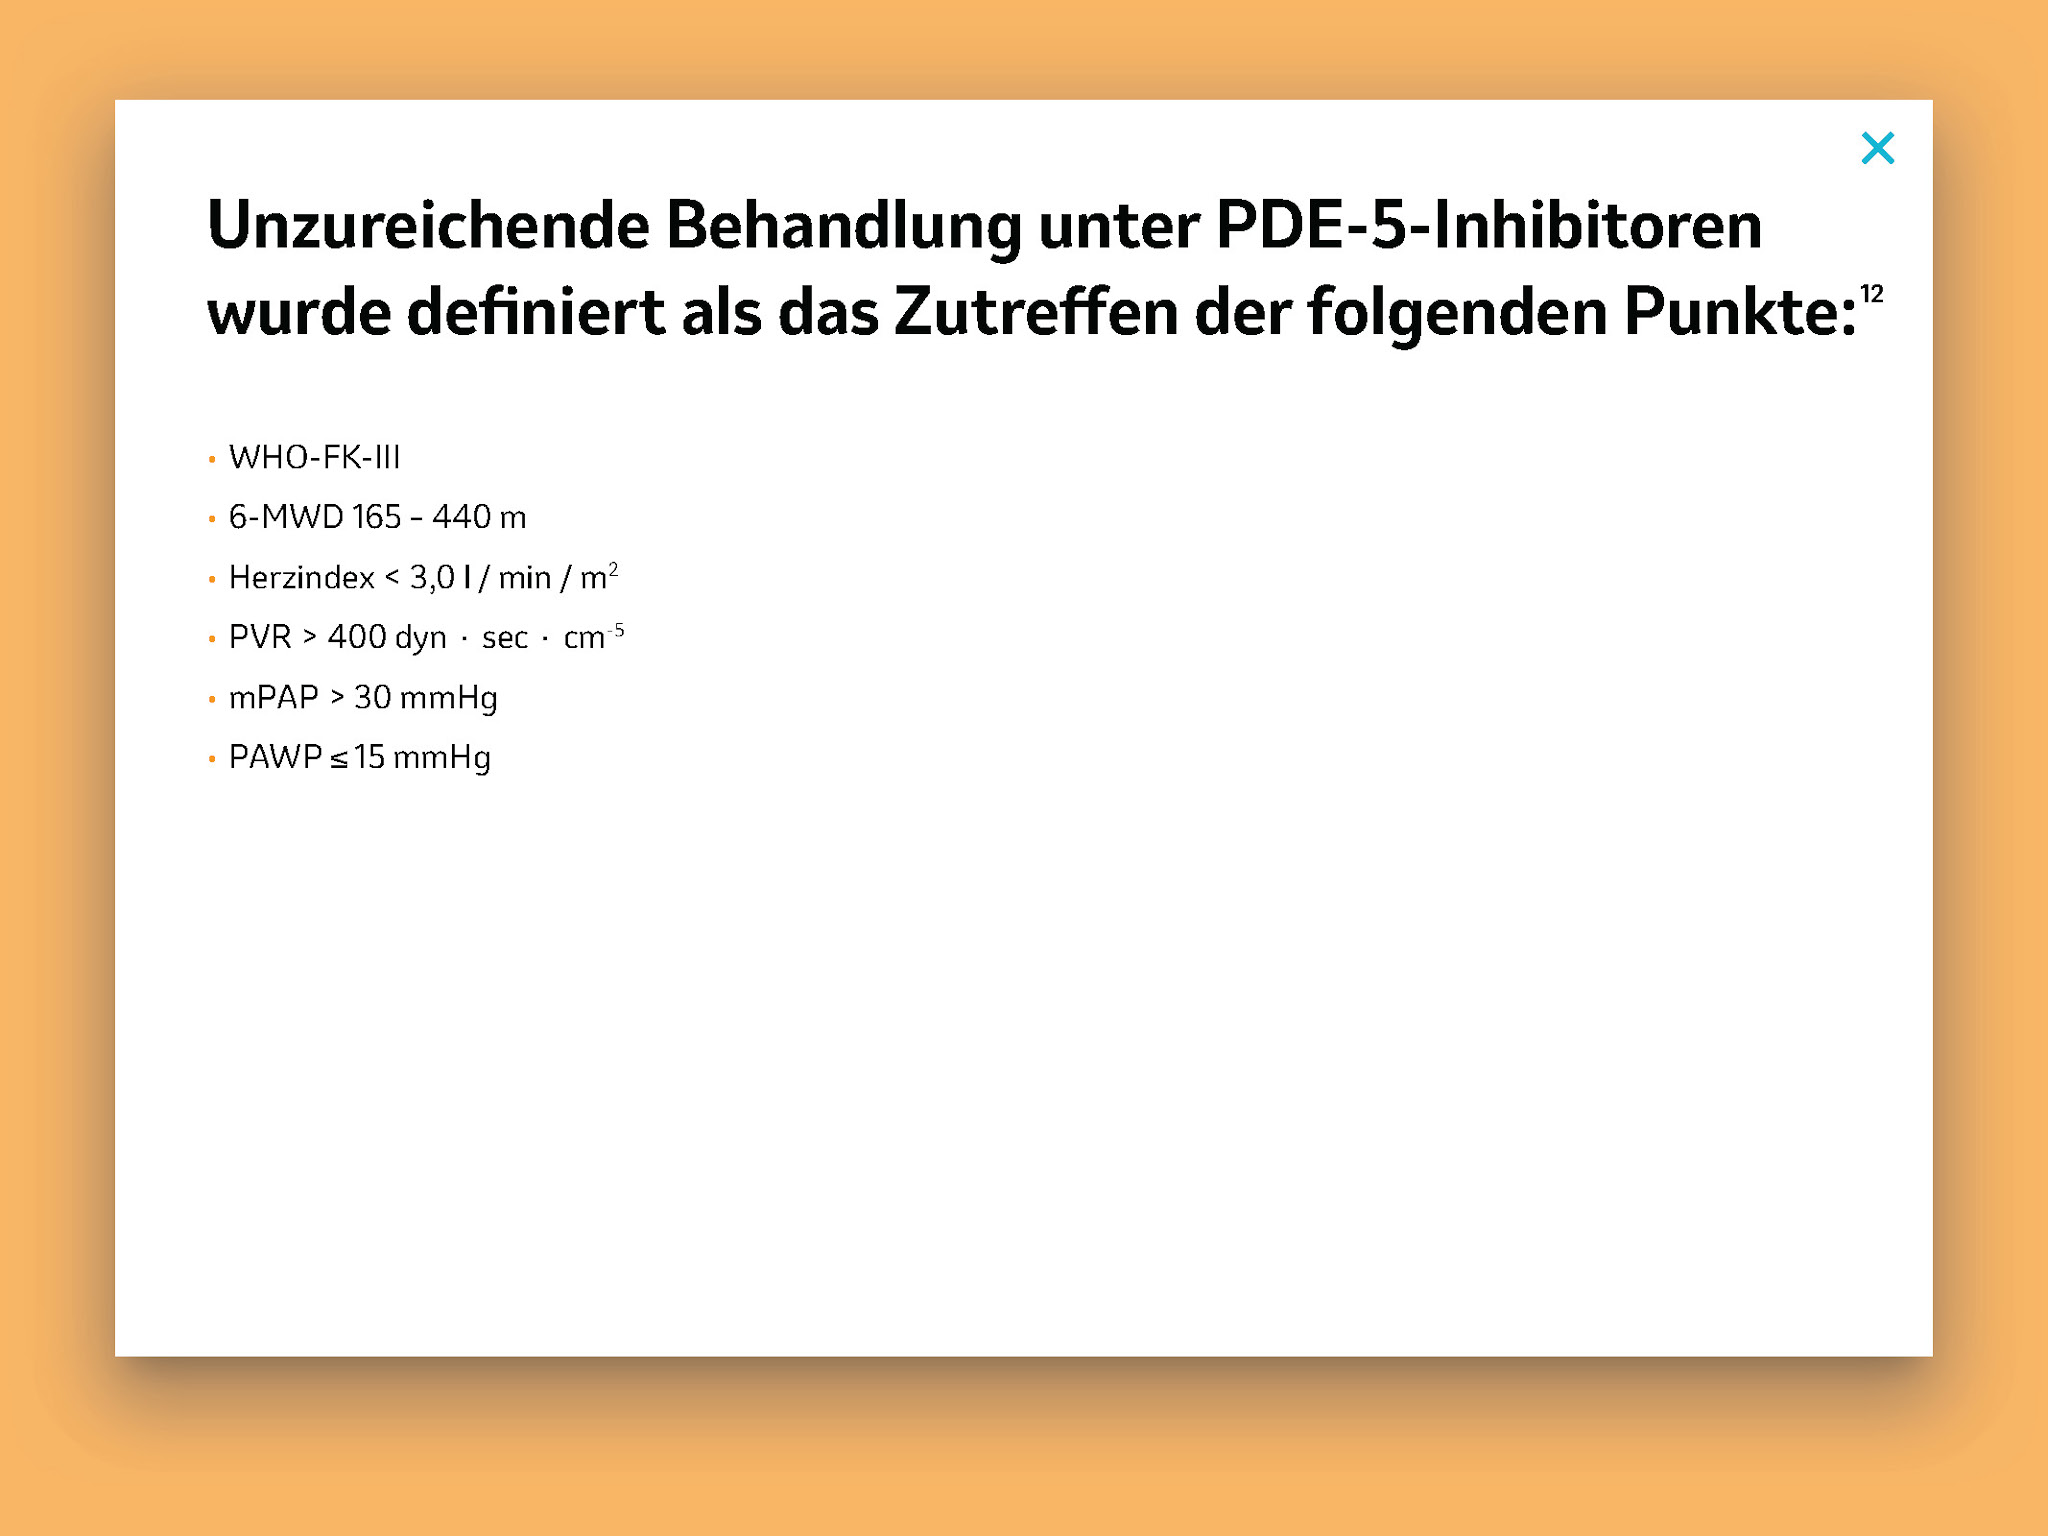 Unzureichende Behandlung unter PDE-5-Inhibitoren
wurde definiert als das Zutreffen der folgenden Punkte:¹²
• WHO-FK-III
• 6-MWD 165 – 440 m
• Herzindex < 3,0 l / min / m²
• PVR > 400 dyn · sec · cm⁻⁵
• mPAP > 30 mmHg
• PAWP ≤ 15 mmHg